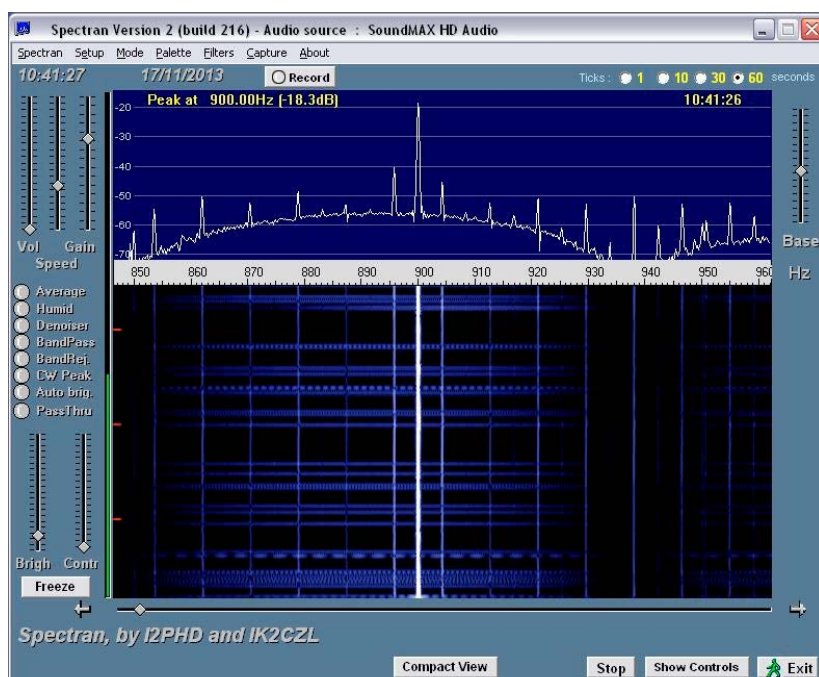 Spectran Version 2 (build 216) - Audio source : SoundMAX HD Audio
Spectran Setup Mode Palette Filters Capture About
10:41:27 17/11/2013 Record Ticks : 1 10 30 60 seconds
Peak at 900.00Hz [-18.3dB] 10:41:26
-20
-30
-40
-50
-60
-70
Vol Gain
Speed
Base
850 860 870 880 890 900 910 920 930 940 950 960
Hz
Average
Humid
Denoiser
BandPass
BandRej.
CW Peak
Auto brig.
PassThru
Brigh Contr
Freeze
Spectran, by I2PHD and IK2CZL
Compact View Stop Show Controls Exit